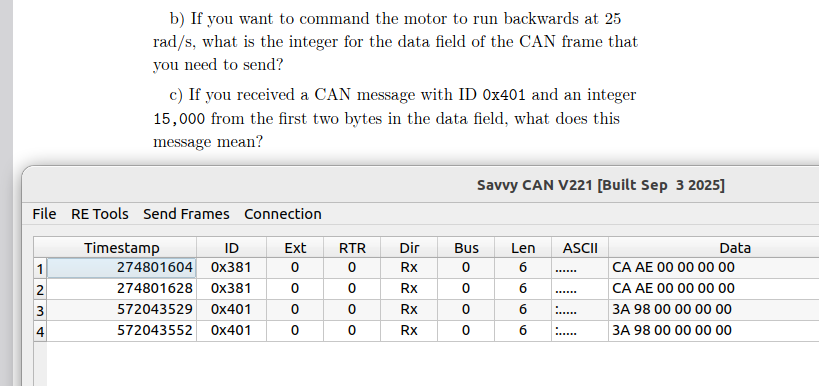 b) If you want to command the motor to run backwards at 25
rad/s, what is the integer for the data field of the CAN frame that
you need to send?
c) If you received a CAN message with ID 0x401 and an integer
15,000 from the first two bytes in the data field, what does this
message mean?
Savvy CAN V221 [Built Sep 3 2025]
File RE Tools Send Frames Connection
Timestamp ID Ext RTR Dir Bus Len ASCII Data
1 274801604 0x381 0 0 Rx 0 6 ...... CA AE 00 00 00 00
2 274801628 0x381 0 0 Rx 0 6 ...... CA AE 00 00 00 00
3 572043529 0x401 0 0 Rx 0 6 :..... 3A 98 00 00 00 00
4 572043552 0x401 0 0 Rx 0 6 :..... 3A 98 00 00 00 00